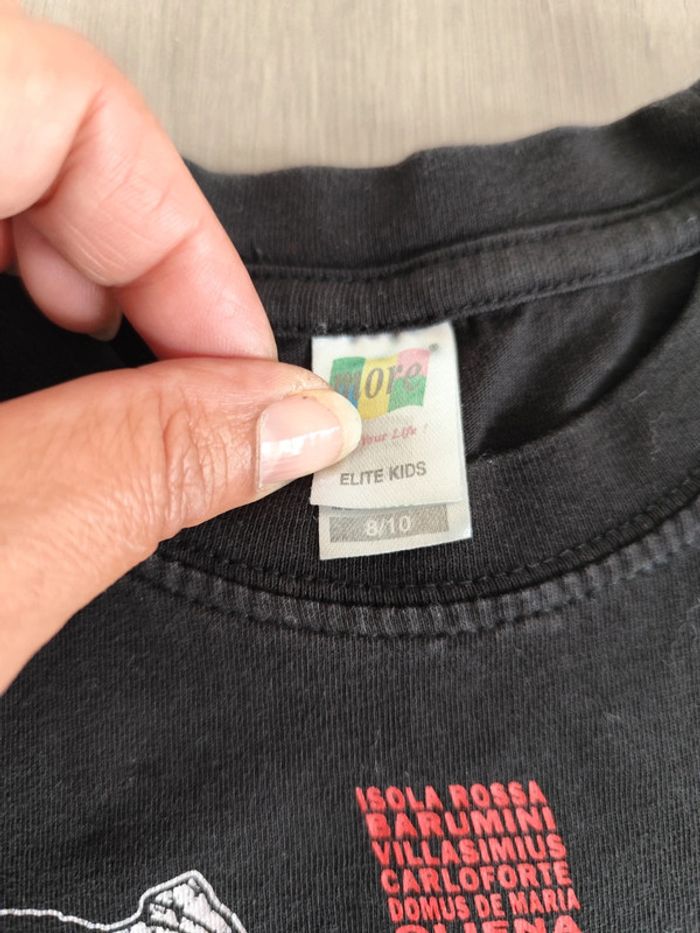 more
Your Life !
ELITE KIDS
8/10
ISOLA ROSSA
BARUMINI
VILLASIMIUS
CARLOFORTE
DOMUS DE MARIA